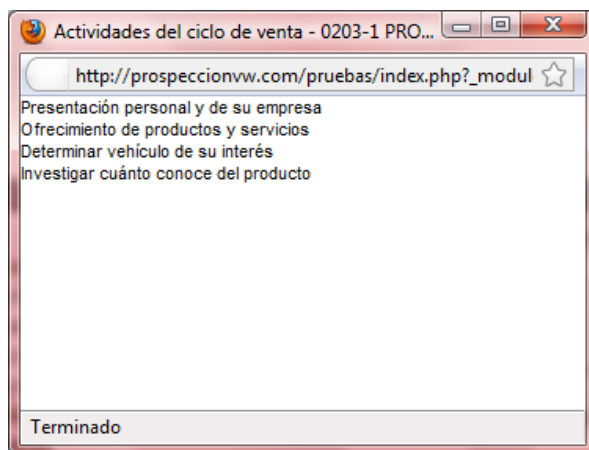 Actividades del ciclo de venta - 0203-1 PRO...
http://prospeccionvw.com/pruebas/index.php?_modul
Presentación personal y de su empresa
Ofrecimiento de productos y servicios
Determinar vehículo de su interés
Investigar cuánto conoce del producto
Terminado